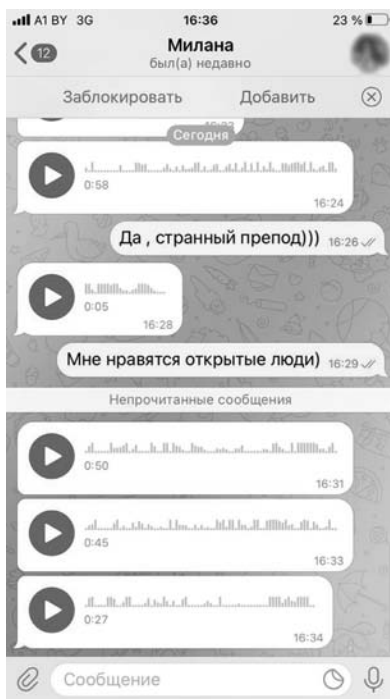 A1 BY 3G 16:36 23 %
12 Милана
был(а) недавно
Заблокировать Добавить
Сегодня
0:58
16:24
Да , странный препод))) 16:26
0:05
16:28
Мне нравятся открытые люди) 16:29
Непрочитанные сообщения
0:50
16:31
0:45
16:33
0:27
16:34
Сообщение